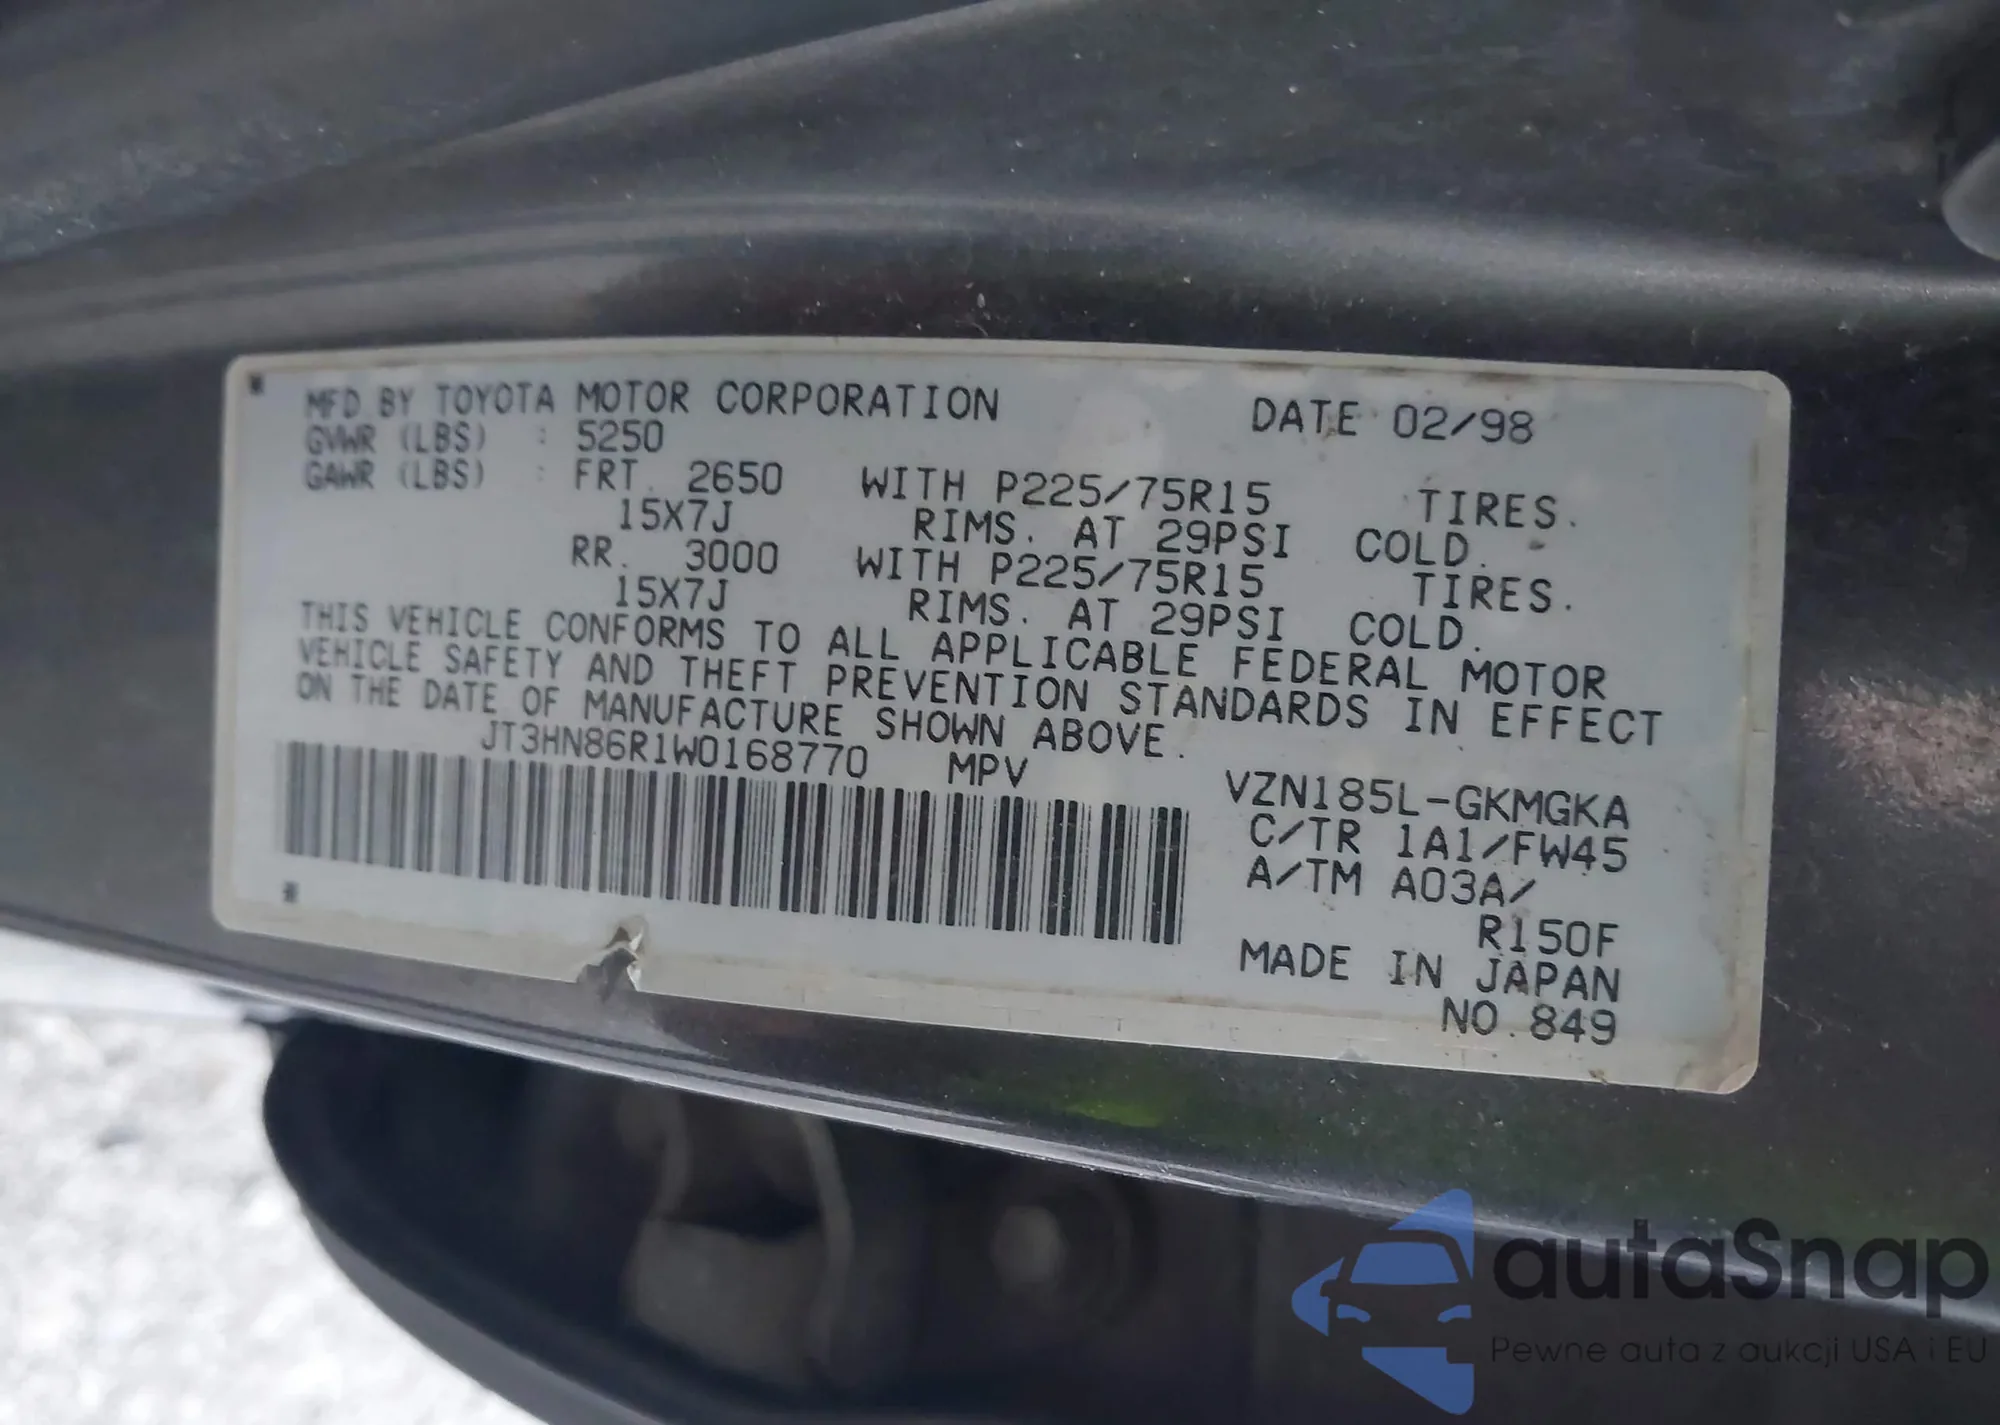 MFD. BY TOYOTA MOTOR CORPORATION DATE 02/98
GVWR (LBS) : 5250
GAWR (LBS) : FRT. 2650 WITH P225/75R15 TIRES.
15X7J RIMS. AT 29PSI COLD.
RR. 3000 WITH P225/75R15 TIRES.
15X7J RIMS. AT 29PSI COLD.
THIS VEHICLE CONFORMS TO ALL APPLICABLE FEDERAL MOTOR
VEHICLE SAFETY AND THEFT PREVENTION STANDARDS IN EFFECT
ON THE DATE OF MANUFACTURE SHOWN ABOVE.
JT3HN86R1W0168770 MPV
VZN185L-GKMGKA
C/TR 1A1/FW45
A/TM A03A/
R150F
MADE IN JAPAN
NO.849
autaSnap
Pewne auta z aukcji USA i EU